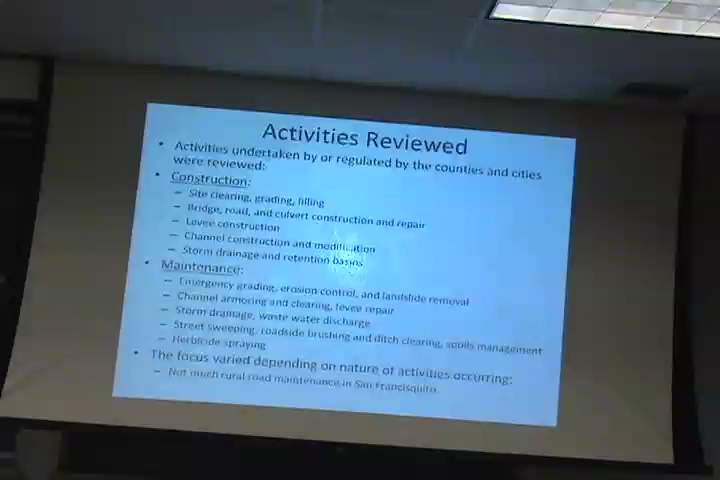 Activities Reviewed
• Activities undertaken by or regulated by the counties and cities
were reviewed:
• Construction:
– Site clearing, grading, filling
– Bridge, road, and culvert construction and repair
– Levee construction
– Channel construction and modification
– Storm drainage and retention basins
• Maintenance:
– Emergency grading, erosion control, and landslide removal
– Channel armoring and clearing, levee repair
– Storm drainage, waste water discharge
– Street sweeping, roadside brushing and ditch clearing, spoils management
– Herbicide spraying
• The focus varied depending on nature of activities occurring:
– Not much rural road maintenance in San Francisquito